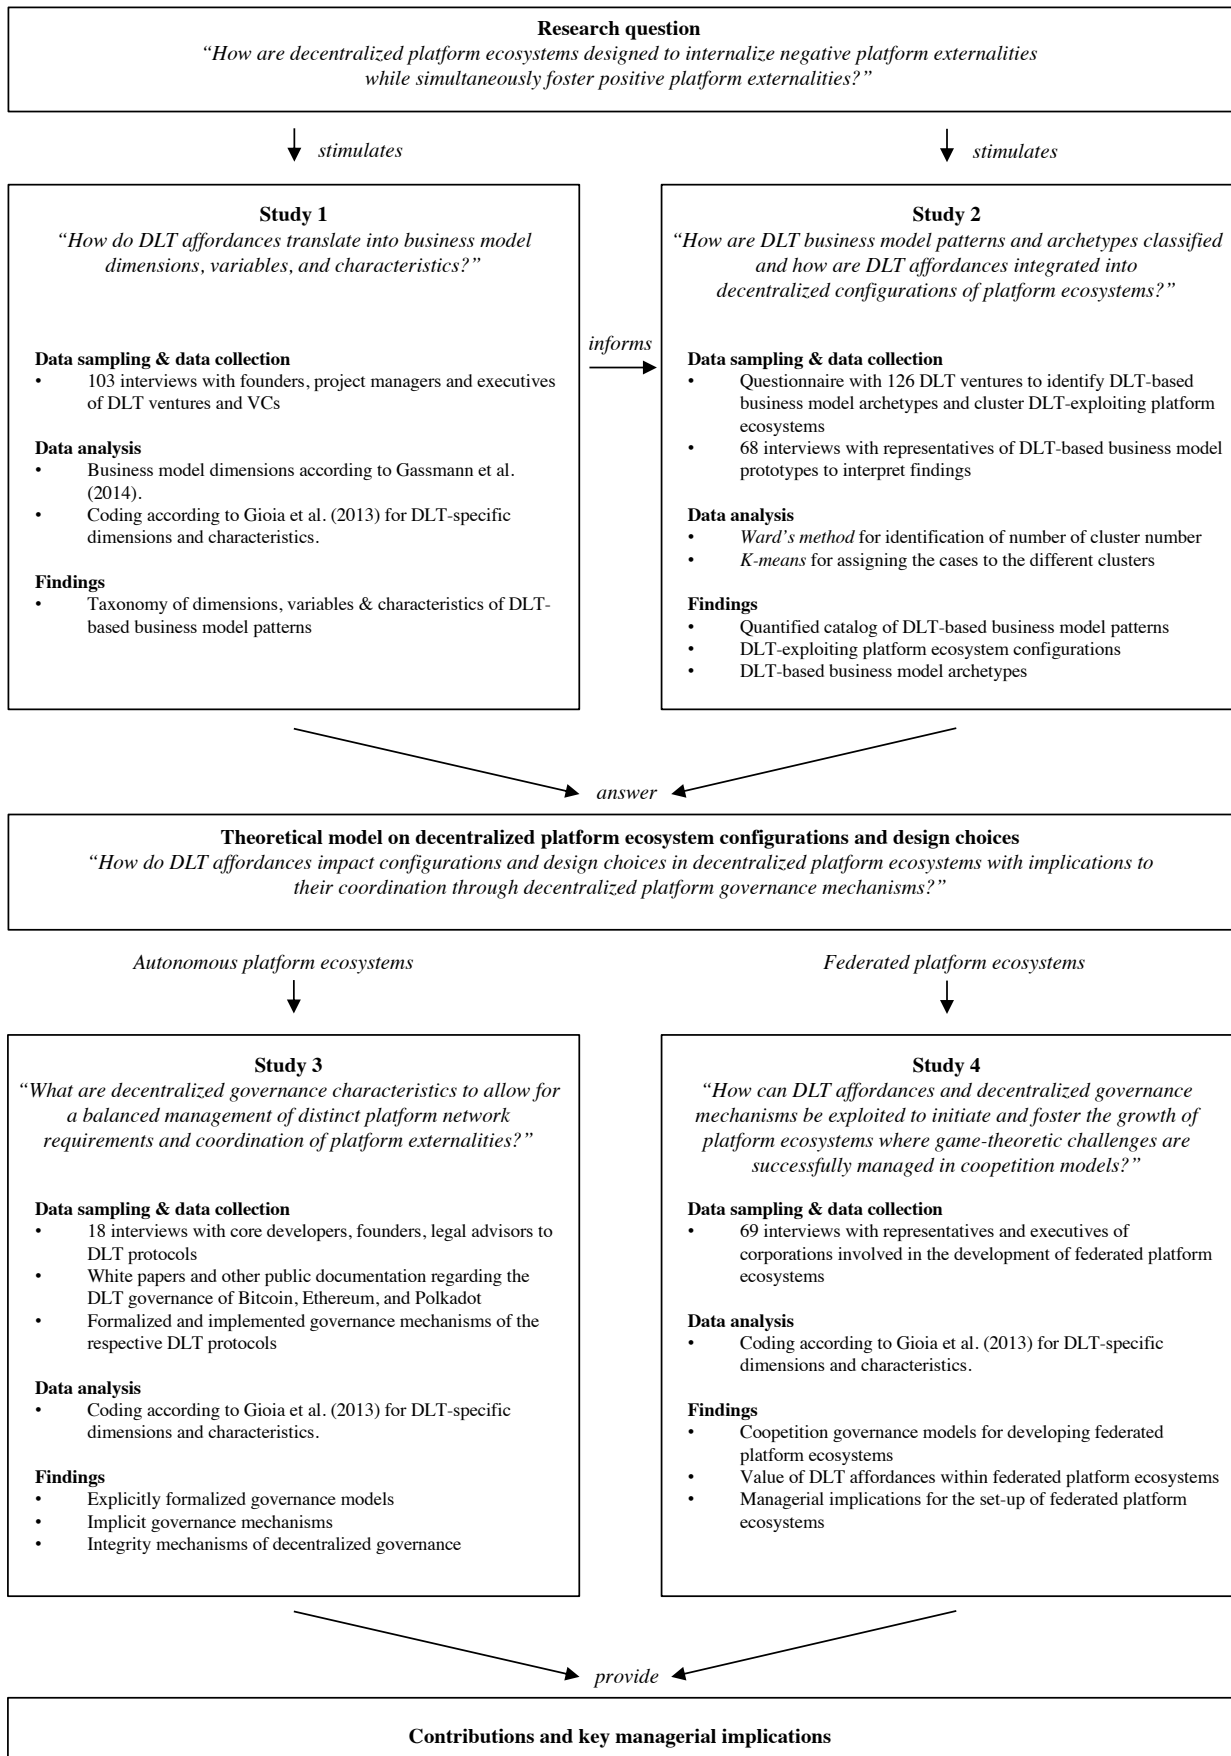 Research question
“How are decentralized platform ecosystems designed to internalize negative platform externalities
while simultaneously foster positive platform externalities?”
stimulates
stimulates
Study 1
“How do DLT affordances translate into business model
dimensions, variables, and characteristics?”
Data sampling & data collection
• 103 interviews with founders, project managers and executives
of DLT ventures and VCs
Data analysis
• Business model dimensions according to Gassmann et al.
(2014).
• Coding according to Gioia et al. (2013) for DLT-specific
dimensions and characteristics.
Findings
• Taxonomy of dimensions, variables & characteristics of DLT-
based business model patterns
informs
Study 2
“How are DLT business model patterns and archetypes classified
and how are DLT affordances integrated into
decentralized configurations of platform ecosystems?”
Data sampling & data collection
• Questionnaire with 126 DLT ventures to identify DLT-based
business model archetypes and cluster DLT-exploiting platform
ecosystems
• 68 interviews with representatives of DLT-based business model
prototypes to interpret findings
Data analysis
• Ward’s method for identification of number of cluster number
• K-means for assigning the cases to the different clusters
Findings
• Quantified catalog of DLT-based business model patterns
• DLT-exploiting platform ecosystem configurations
• DLT-based business model archetypes
answer
Theoretical model on decentralized platform ecosystem configurations and design choices
“How do DLT affordances impact configurations and design choices in decentralized platform ecosystems with implications to
their coordination through decentralized platform governance mechanisms?”
Autonomous platform ecosystems
Federated platform ecosystems
Study 3
“What are decentralized governance characteristics to allow for
a balanced management of distinct platform network
requirements and coordination of platform externalities?”
Data sampling & data collection
• 18 interviews with core developers, founders, legal advisors to
DLT protocols
• White papers and other public documentation regarding the
DLT governance of Bitcoin, Ethereum, and Polkadot
• Formalized and implemented governance mechanisms of the
respective DLT protocols
Data analysis
• Coding according to Gioia et al. (2013) for DLT-specific
dimensions and characteristics.
Findings
• Explicitly formalized governance models
• Implicit governance mechanisms
• Integrity mechanisms of decentralized governance
Study 4
“How can DLT affordances and decentralized governance
mechanisms be exploited to initiate and foster the growth of
platform ecosystems where game-theoretic challenges are
successfully managed in coopetition models?”
Data sampling & data collection
• 69 interviews with representatives and executives of
corporations involved in the development of federated platform
ecosystems
Data analysis
• Coding according to Gioia et al. (2013) for DLT-specific
dimensions and characteristics.
Findings
• Coopetition governance models for developing federated
platform ecosystems
• Value of DLT affordances within federated platform ecosystems
• Managerial implications for the set-up of federated platform
ecosystems
provide
Contributions and key managerial implications